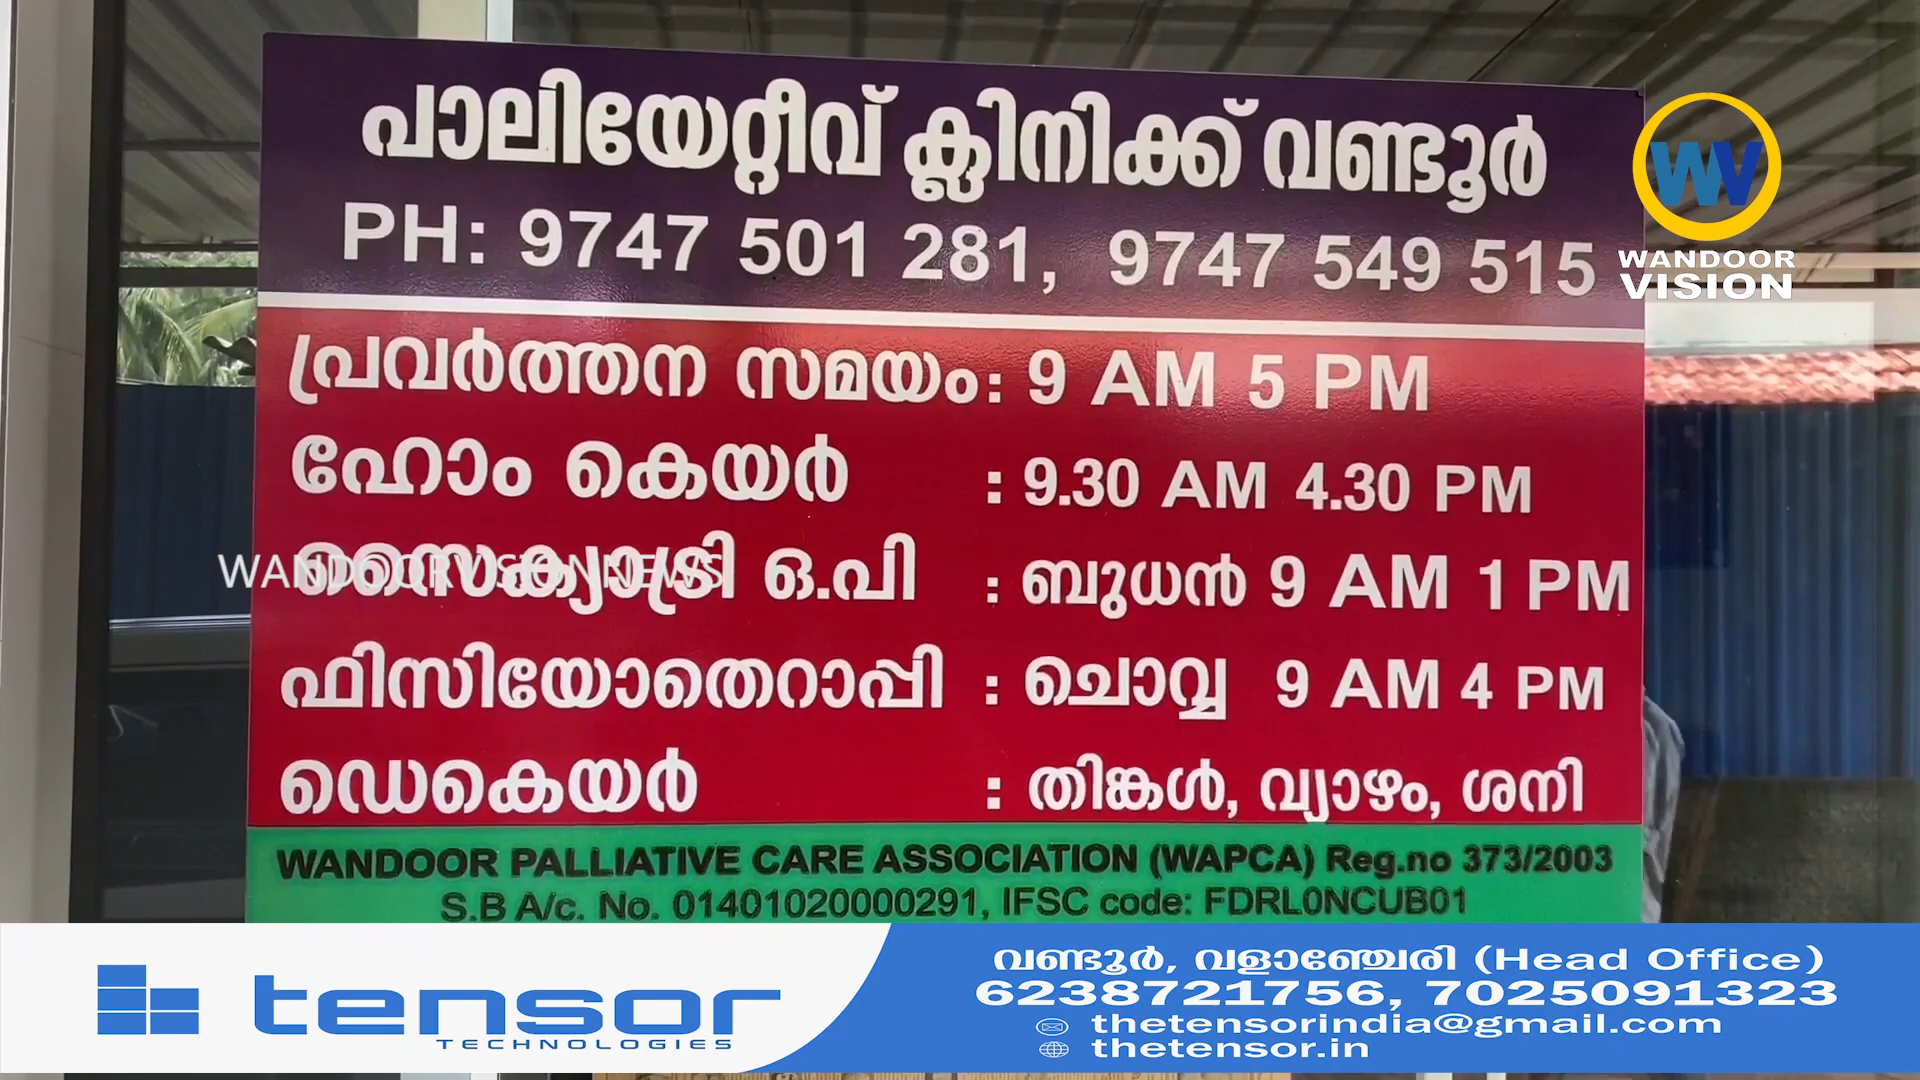 പാലിയേറ്റീവ് ക്ലിനിക്ക് വണ്ടൂർ
PH: 9747 501 281, 9747 549 515
WANDOOR
VISION
പ്രവർത്തന സമയം : 9 AM 5 PM
ഹോം കെയർ : 9.30 AM 4.30 PM
WANDOORVISIONNEWS
സൈക്യാട്രി ഒ.പി : ബുധൻ 9 AM 1 PM
ഫിസിയോതെറാപ്പി : ചൊവ്വ 9 AM 4 PM
ഡെകെയർ : തിങ്കൾ, വ്യാഴം, ശനി
WANDOOR PALLIATIVE CARE ASSOCIATION (WAPCA) Reg.no 373/2003
S.B A/c. No. 01401020000291, IFSC code: FDRL0NCUB01
tensor
TECHNOLOGIES
വണ്ടൂർ, വളാഞ്ചേരി (Head Office)
6238721756, 7025091323
thetensorindia@gmail.com
thetensor.in